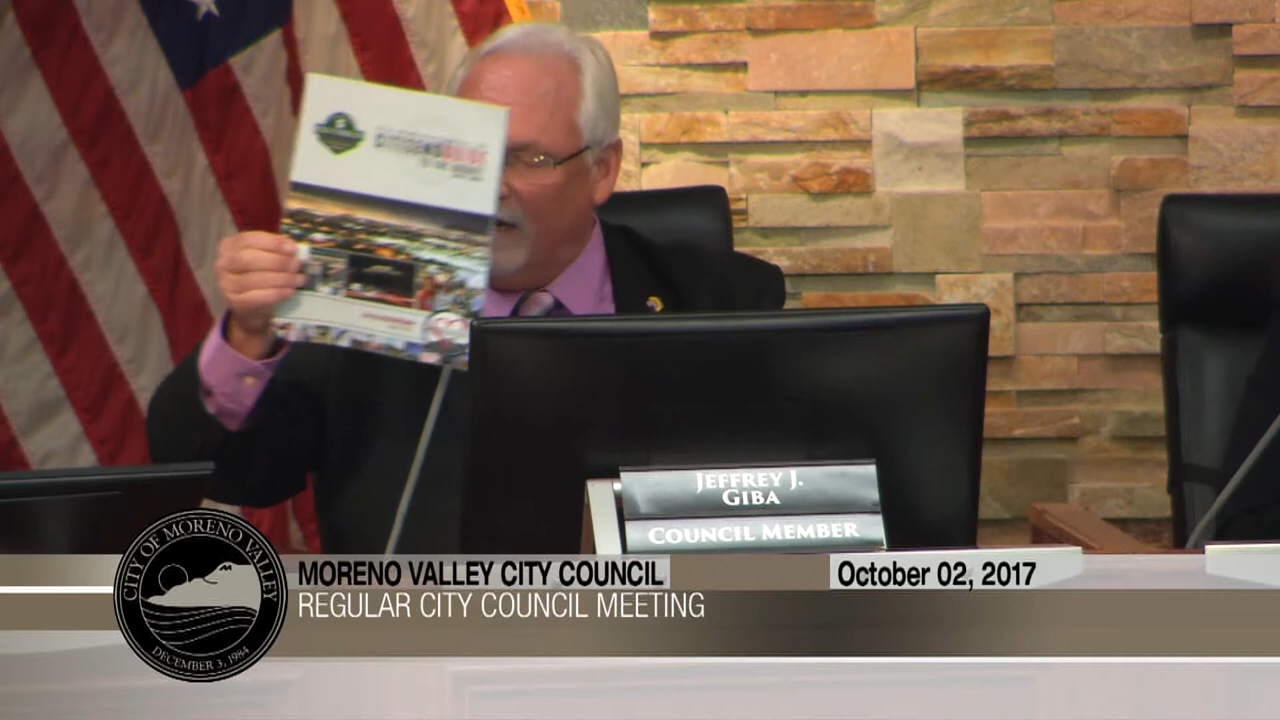 JEFFREY J.
GIBA
COUNCIL MEMBER
CITY OF MORENO VALLEY
DECEMBER 3, 1984
MORENO VALLEY CITY COUNCIL
October 02, 2017
REGULAR CITY COUNCIL MEETING